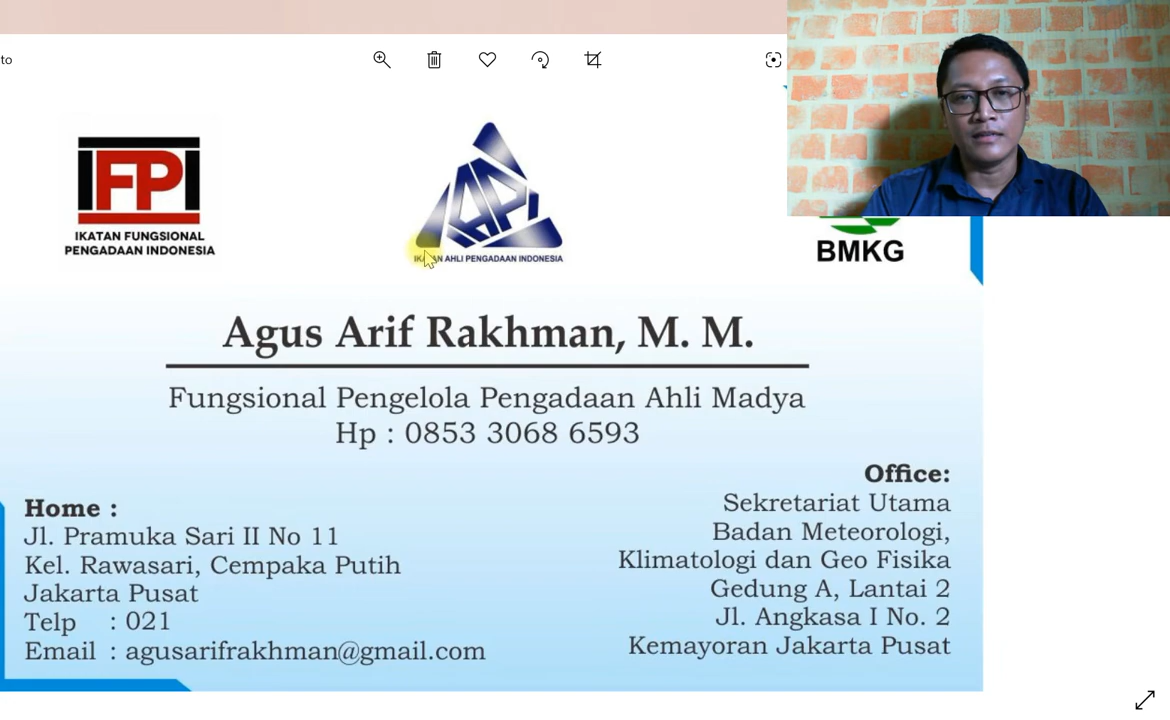 to
IFPI
IKATAN FUNGSIONAL
PENGADAAN INDONESIA
IAPI
IKATAN AHLI PENGADAAN INDONESIA
BMKG
Agus Arif Rakhman, M. M.
Fungsional Pengelola Pengadaan Ahli Madya
Hp : 0853 3068 6593
Home :
Jl. Pramuka Sari II No 11
Kel. Rawasari, Cempaka Putih
Jakarta Pusat
Telp : 021
Email : agusarifrakhman@gmail.com
Office:
Sekretariat Utama
Badan Meteorologi,
Klimatologi dan Geo Fisika
Gedung A, Lantai 2
Jl. Angkasa I No. 2
Kemayoran Jakarta Pusat